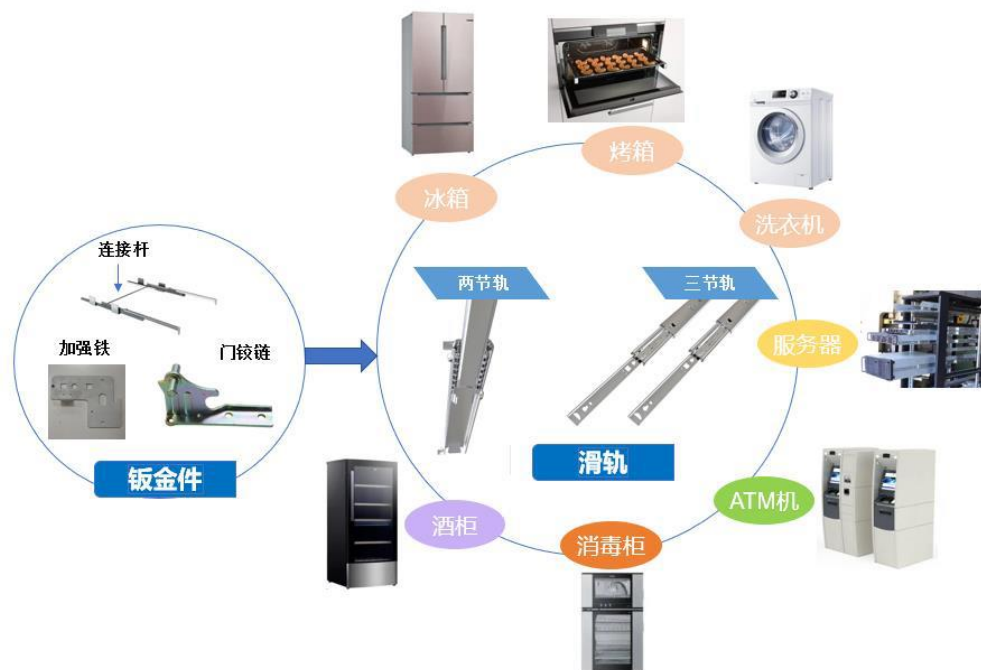 烤箱
冰箱
洗衣机
连接杆
两节轨
三节轨
加强铁
门铰链
服务器
钣金件
滑轨
ATM机
酒柜
消毒柜